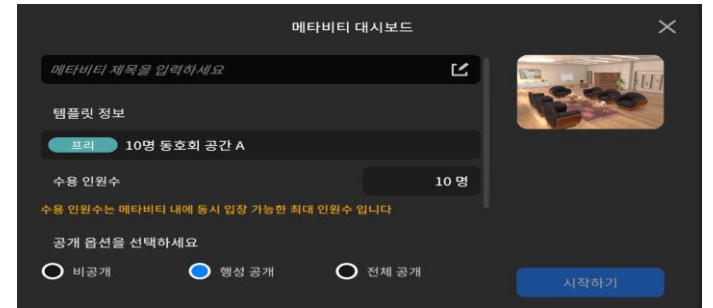 메타비티 대시보드
메타비티 제목을 입력하세요
템플릿 정보
프리 10명 동호회 공간 A
수용 인원수 10 명
수용 인원수는 메타비티 내에 동시 입장 가능한 최대 인원수 입니다
공개 옵션을 선택하세요
비공개 행성 공개 전체 공개
시작하기